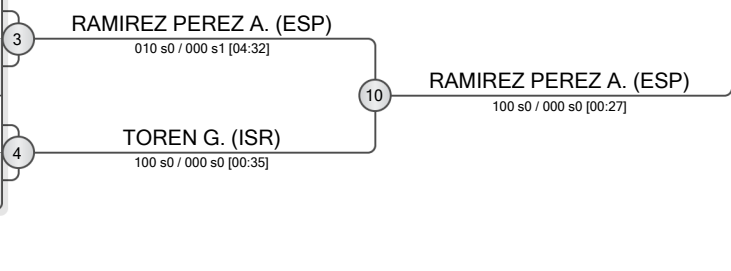 3
RAMIREZ PEREZ A. (ESP)
010 s0 / 000 s1 [04:32]
10
RAMIREZ PEREZ A. (ESP)
100 s0 / 000 s0 [00:27]
4
TOREN G. (ISR)
100 s0 / 000 s0 [00:35]